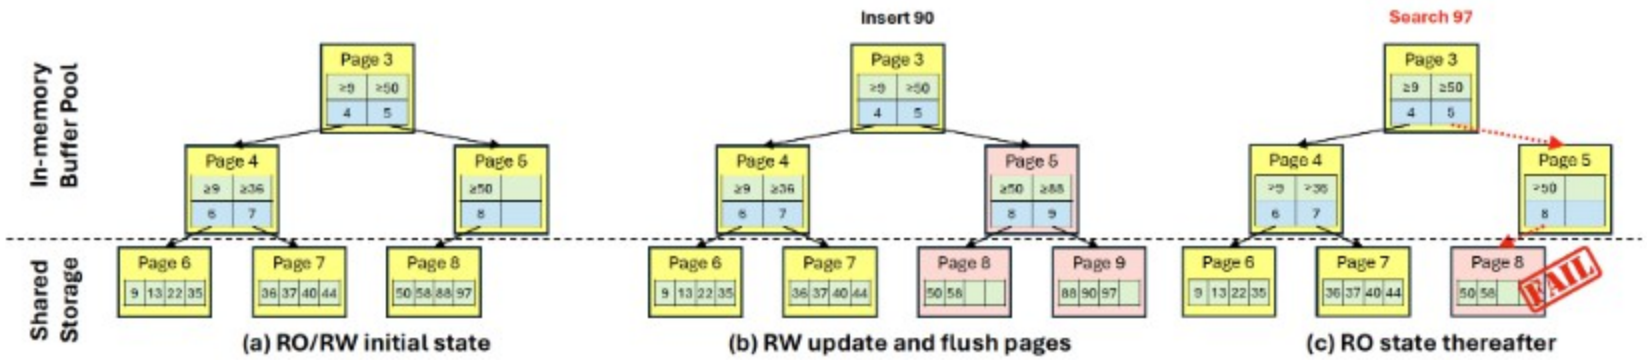 Insert 90
Search 97
In-memory
Buffer Pool
Shared
Storage
Page 3
≥9 ≥50
4 5
Page 4
≥9 ≥36
6 7
Page 5
≥50
8
Page 6
9 13 22 35
Page 7
36 37 40 44
Page 8
50 58 88 97
(a) RO/RW initial state
Page 3
≥9 ≥50
4 5
Page 4
≥9 ≥36
6 7
Page 5
≥50 ≥88
8 9
Page 6
9 13 22 35
Page 7
36 37 40 44
Page 8
50 58
Page 9
88 90 97
(b) RW update and flush pages
Page 3
≥9 ≥50
4 5
Page 4
≥9 ≥36
6 7
Page 5
≥50
8
Page 6
9 13 22 35
Page 7
36 37 40 44
Page 8
50 58
FAIL
(c) RO state thereafter